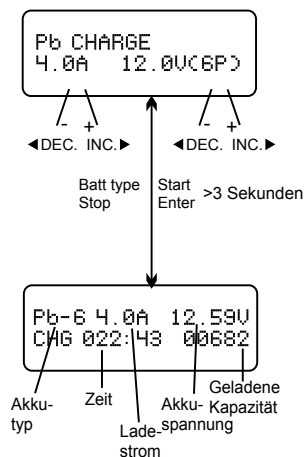 Pb CHARGE
4.0A 12.0V(6P)
- + - +
◄DEC. INC.► ◄DEC. INC.►
Batt type Start
Stop Enter >3 Sekunden
Pb-6 4.0A 12.59V
CHG 022:43 00682
Akku-
typ
Zeit
Lade-
strom
Akku-
spannung
Geladene
Kapazität